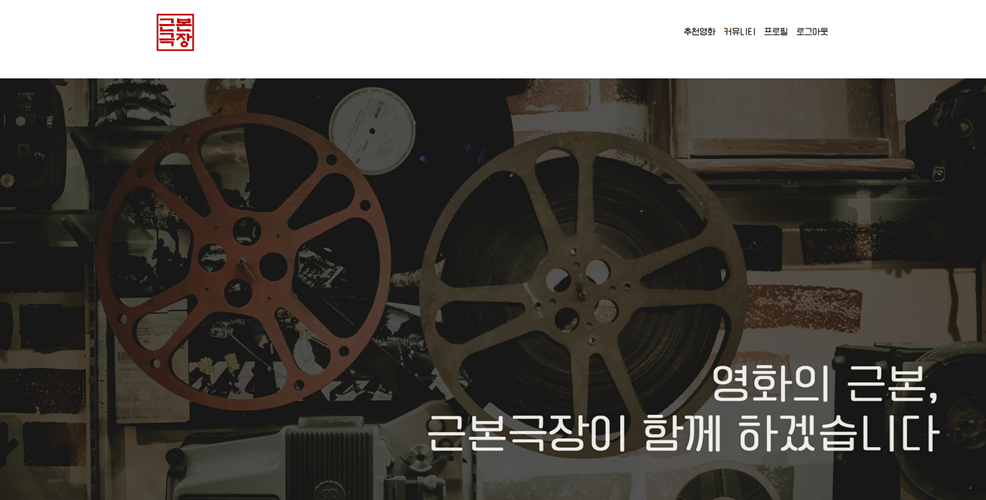 근본
극장
추천영화 커뮤니티 프로필 로그아웃
영화의 근본,
근본극장이 함께 하겠습니다